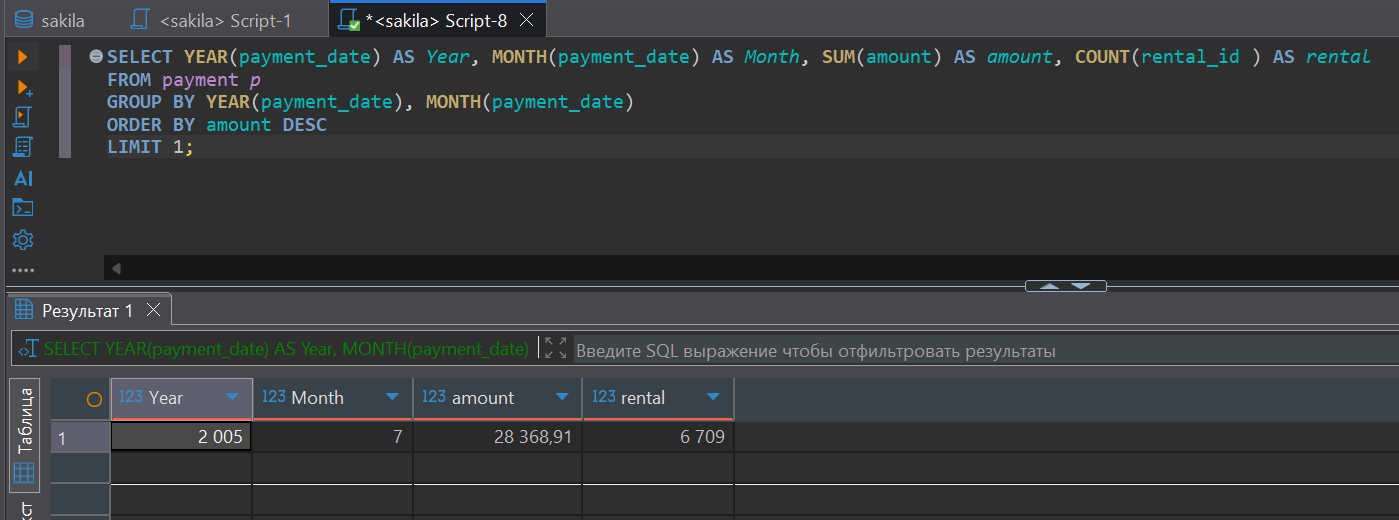 sakila
<sakila> Script-1
*<sakila> Script-8
SELECT YEAR(payment_date) AS Year, MONTH(payment_date) AS Month, SUM(amount) AS amount, COUNT(rental_id ) AS rental
FROM payment p
GROUP BY YEAR(payment_date), MONTH(payment_date)
ORDER BY amount DESC
LIMIT 1;
AI
Результат 1
SELECT YEAR(payment_date) AS Year, MONTH(payment_date)
Введите SQL выражение чтобы отфильтровать результаты
Таблица
123 Year 123 Month 123 amount 123 rental
1 2 005 7 28 368,91 6 709